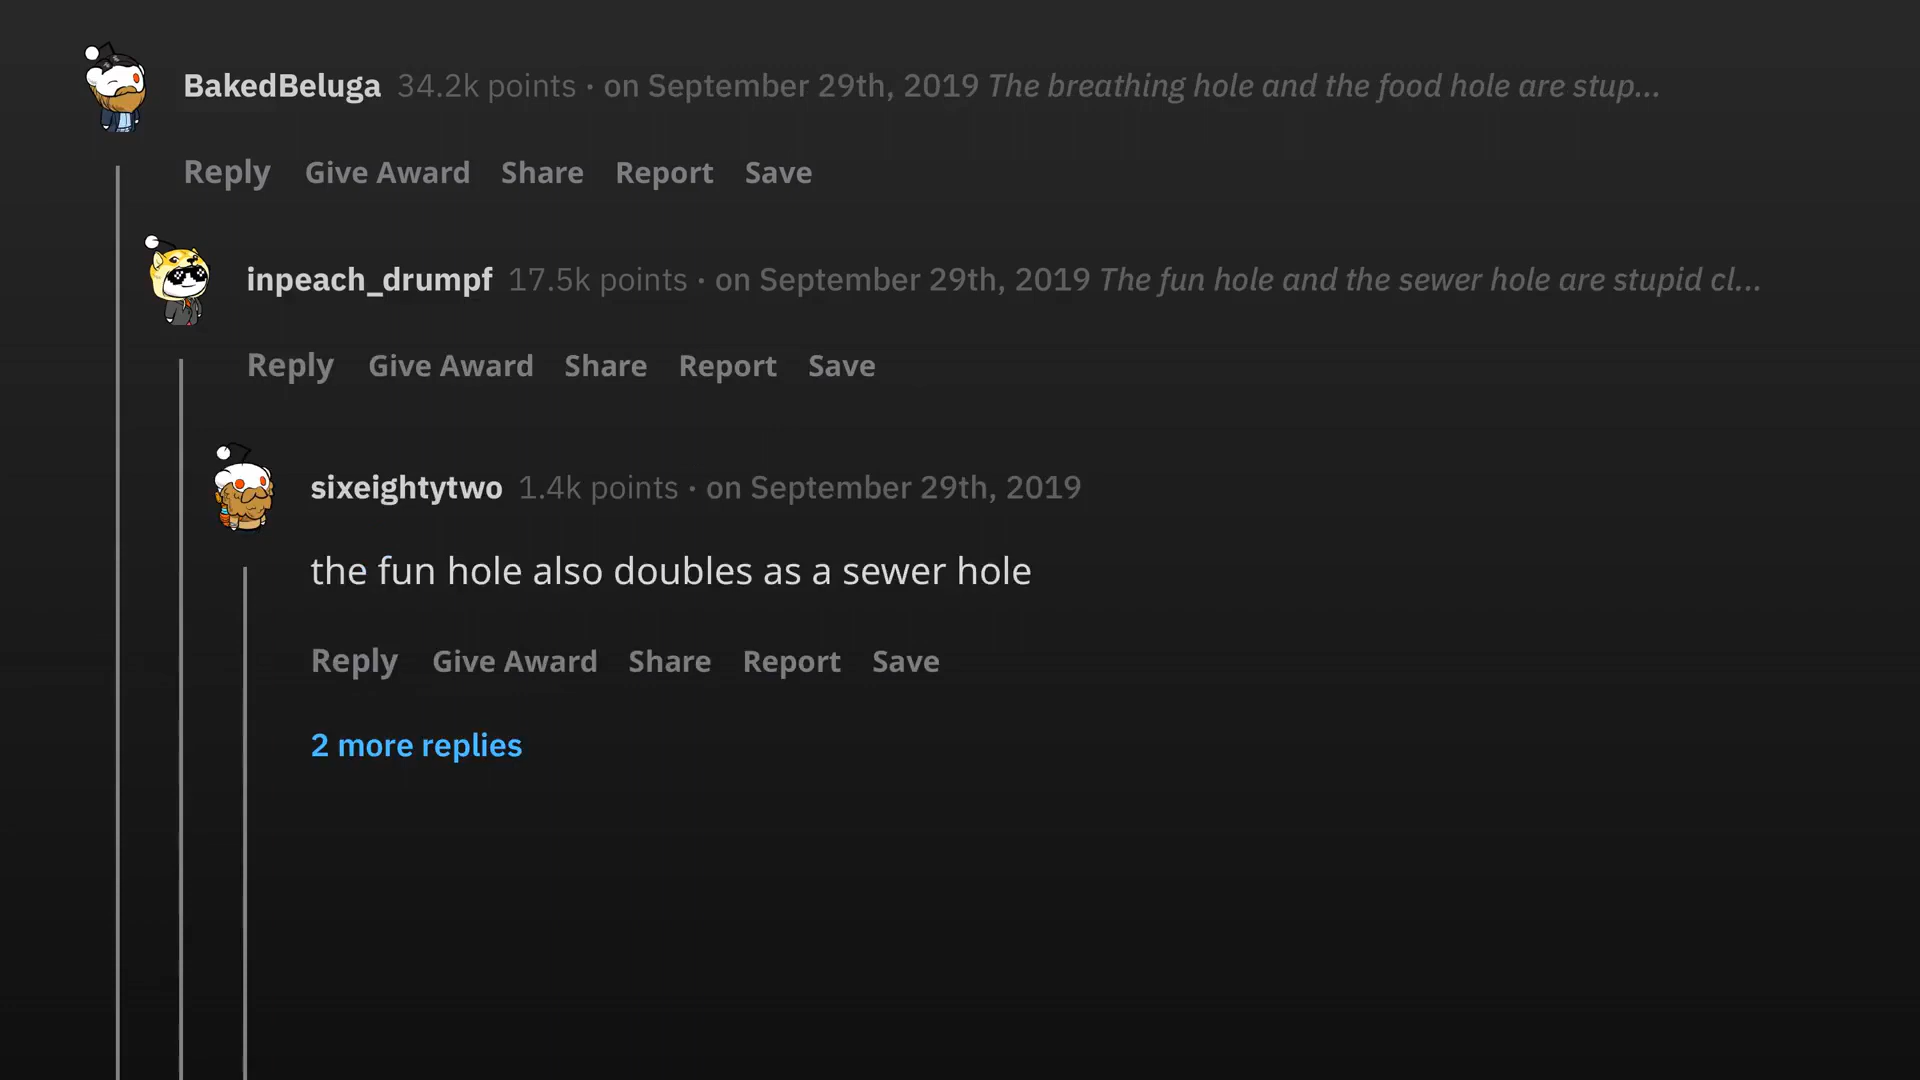 BakedBeluga 34.2k points · on September 29th, 2019 The breathing hole and the food hole are stup...
Reply Give Award Share Report Save
inpeach_drumpf 17.5k points · on September 29th, 2019 The fun hole and the sewer hole are stupid cl...
Reply Give Award Share Report Save
sixeightytwo 1.4k points · on September 29th, 2019
the fun hole also doubles as a sewer hole
Reply Give Award Share Report Save
2 more replies